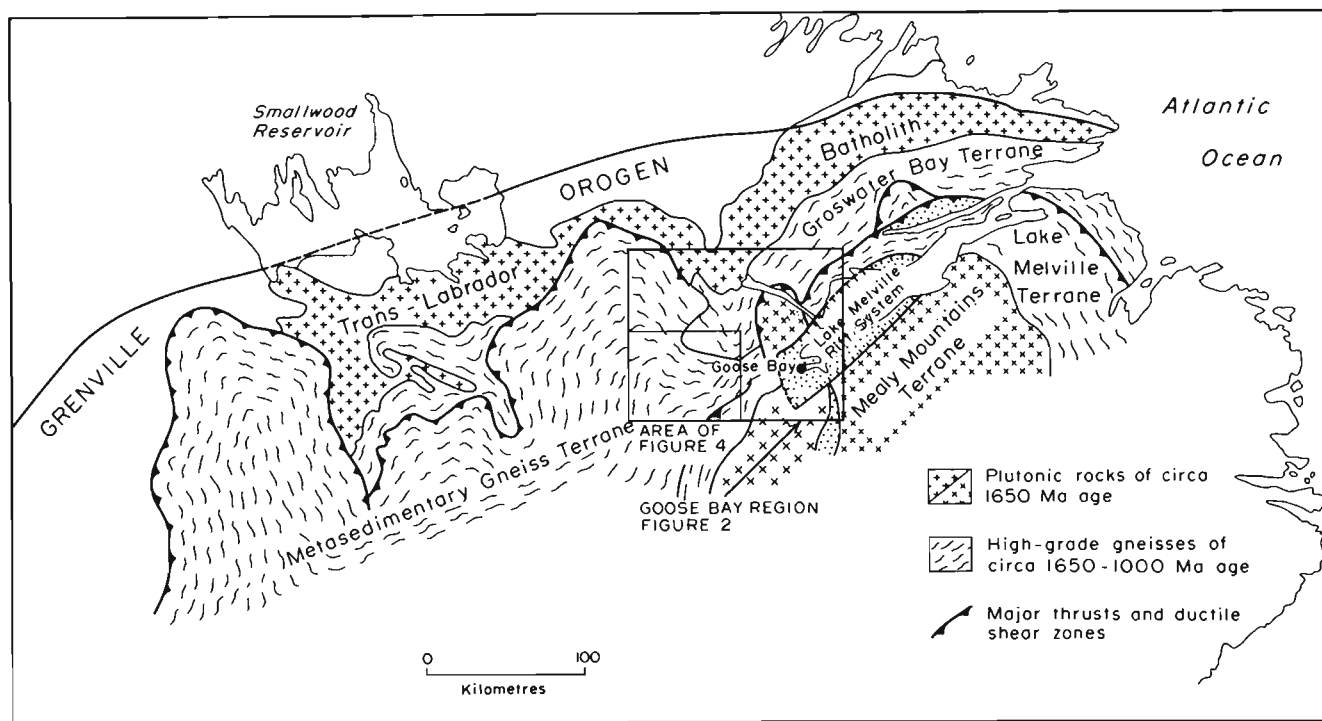 Smallwood
Reservoir
Atlantic
Ocean
GRENVILLE
OROGEN
Batholith
Groswater Bay Terrane
Trans Labrador
Lake
Melville
Terrane
Lake Melville
Rift System
Goose Bay
Mealy Mountains
Terrane
Metasedimentary Gneiss Terrane
AREA OF
FIGURE 4
GOOSE BAY REGION
FIGURE 2
Plutonic rocks of circa
1650 Ma age
High-grade gneisses of
circa 1650-1000 Ma age
Major thrusts and ductile
shear zones
0 100
Kilometres